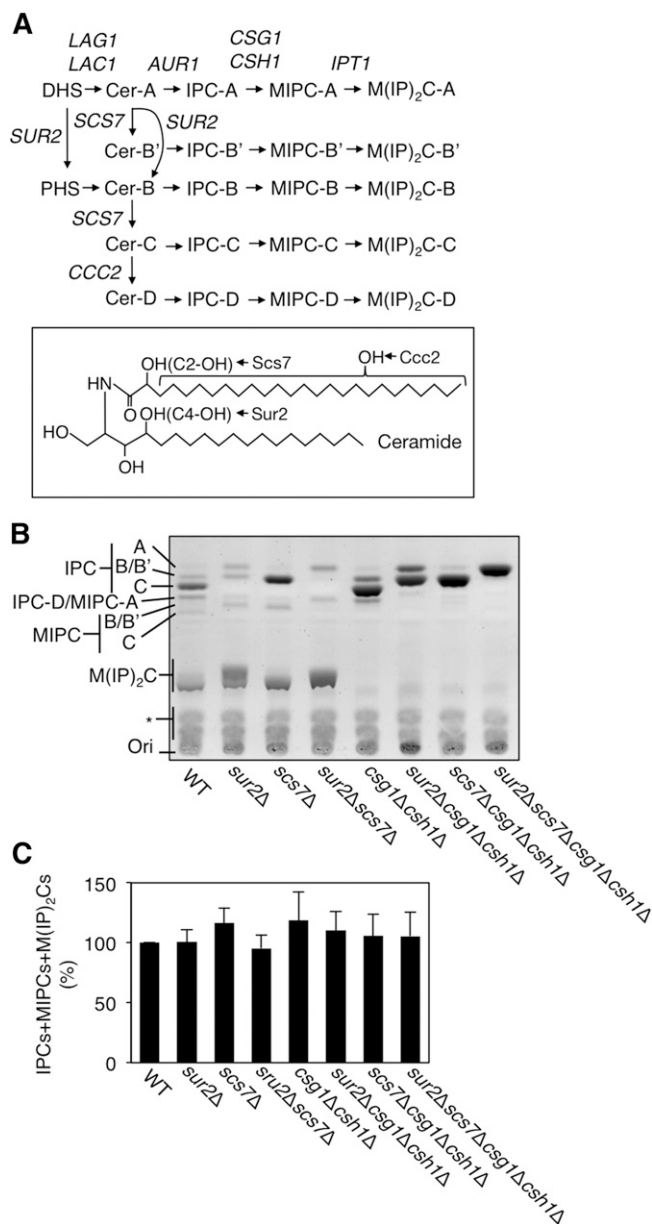 A
LAG1 CSG1
LAC1 AUR1 CSH1 IPT1
DHS Cer-A IPC-A MIPC-A M(IP)2C-A
SUR2 SCS7 SUR2
Cer-B' IPC-B' MIPC-B' M(IP)2C-B'
PHS Cer-B IPC-B MIPC-B M(IP)2C-B
SCS7
Cer-C IPC-C MIPC-C M(IP)2C-C
CCC2
Cer-D IPC-D MIPC-D M(IP)2C-D
OH(C2-OH) Scs7 OH Ccc2
HN
O OH(C4-OH) Sur2
HO Ceramide
OH
B
A
IPC B/B'
C
IPC-D/MIPC-A
MIPC B/B'
C
M(IP)2C
*
Ori
WT
sur2Δ
scs7Δ
sur2Δscs7Δ
csg1Δcsh1Δ
sur2Δcsg1Δcsh1Δ
scs7Δcsg1Δcsh1Δ
sur2Δscs7Δcsg1Δcsh1Δ
C
IPCs+MIPCs+M(IP)2Cs
(%)
150
100
50
0
WT
sur2Δ
scs7Δ
sru2Δscs7Δ
csg1Δcsh1Δ
sur2Δcsg1Δcsh1Δ
scs7Δcsg1Δcsh1Δ
sur2Δscs7Δcsg1Δcsh1Δ